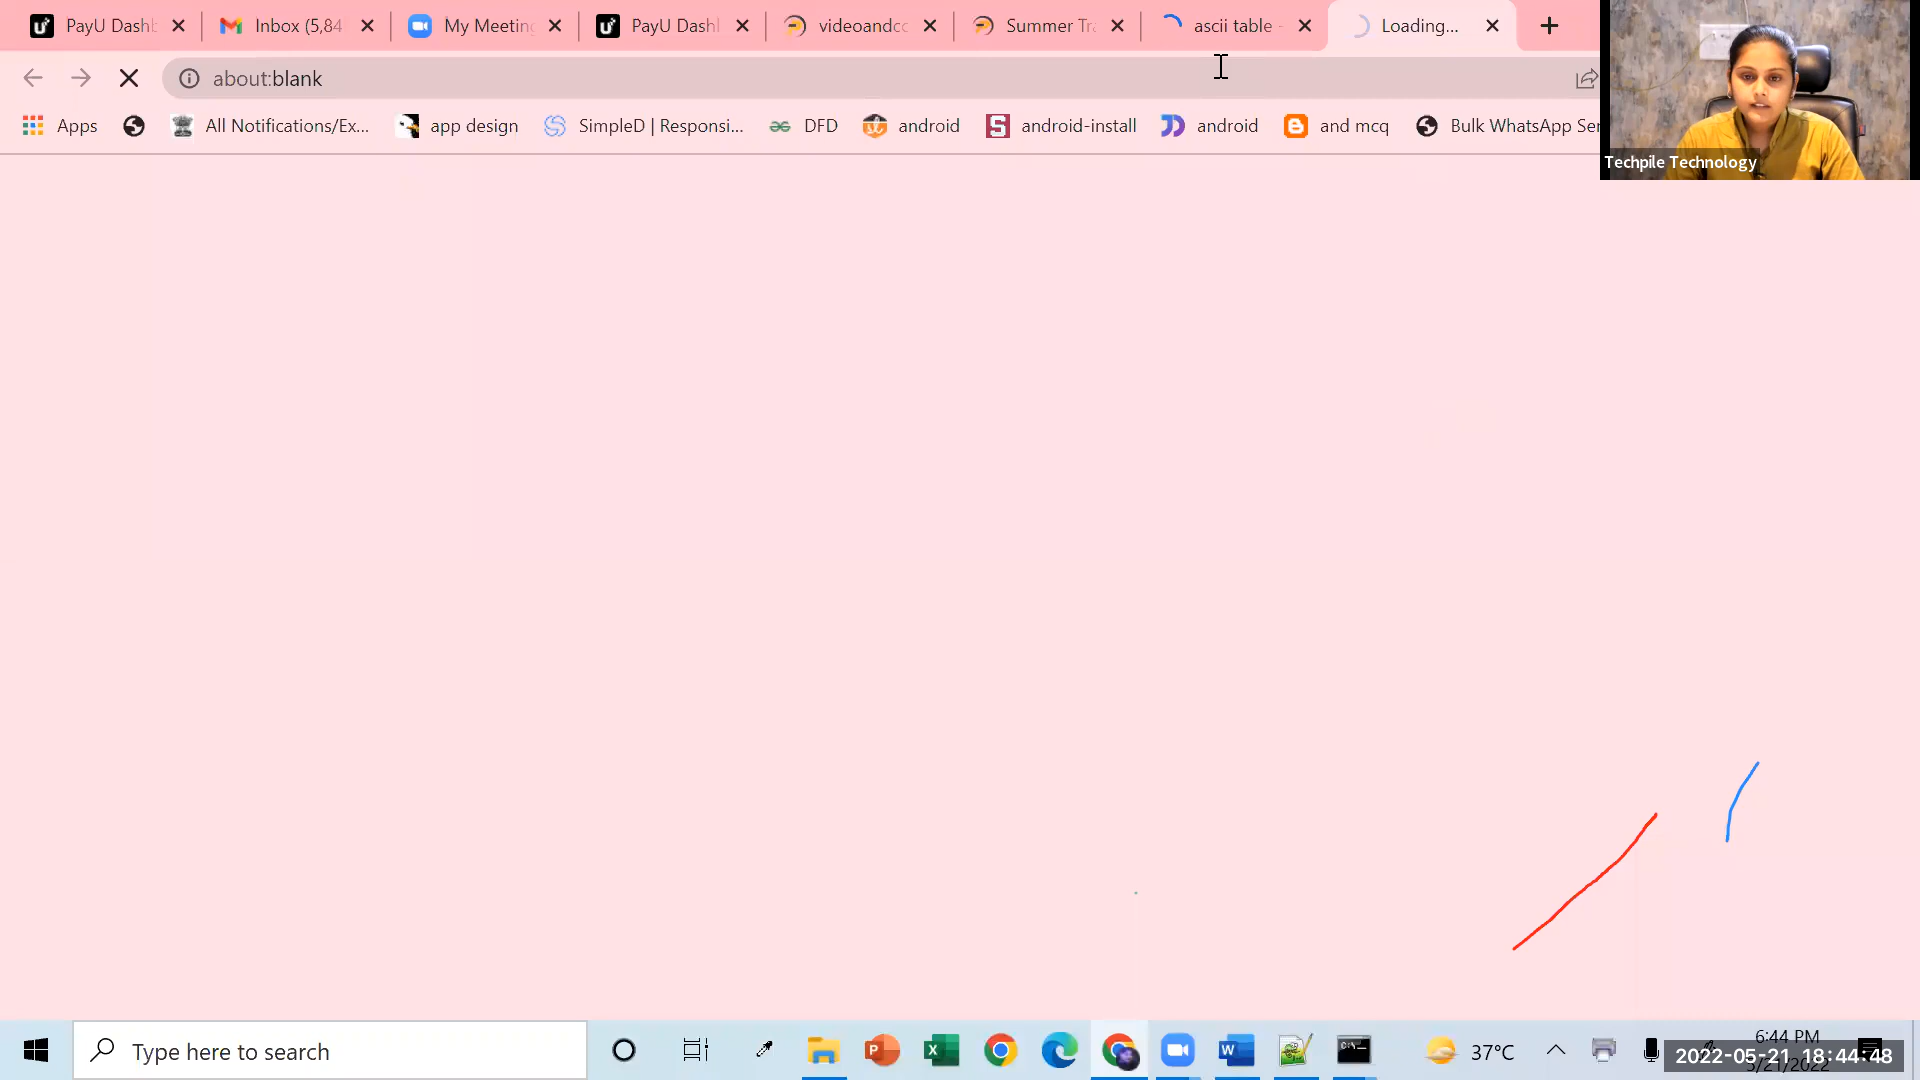 PayU Dashb
Inbox (5,84
My Meeting
PayU Dashl
videoandco
Summer Tra
ascii table -
Loading...
about:blank
Apps
All Notifications/Ex...
app design
SimpleD | Responsi...
DFD
android
android-install
android
and mcq
Bulk WhatsApp Ser
Techpile Technology
Type here to search
37°C
6:44 PM
2022-05-21 18:44:48